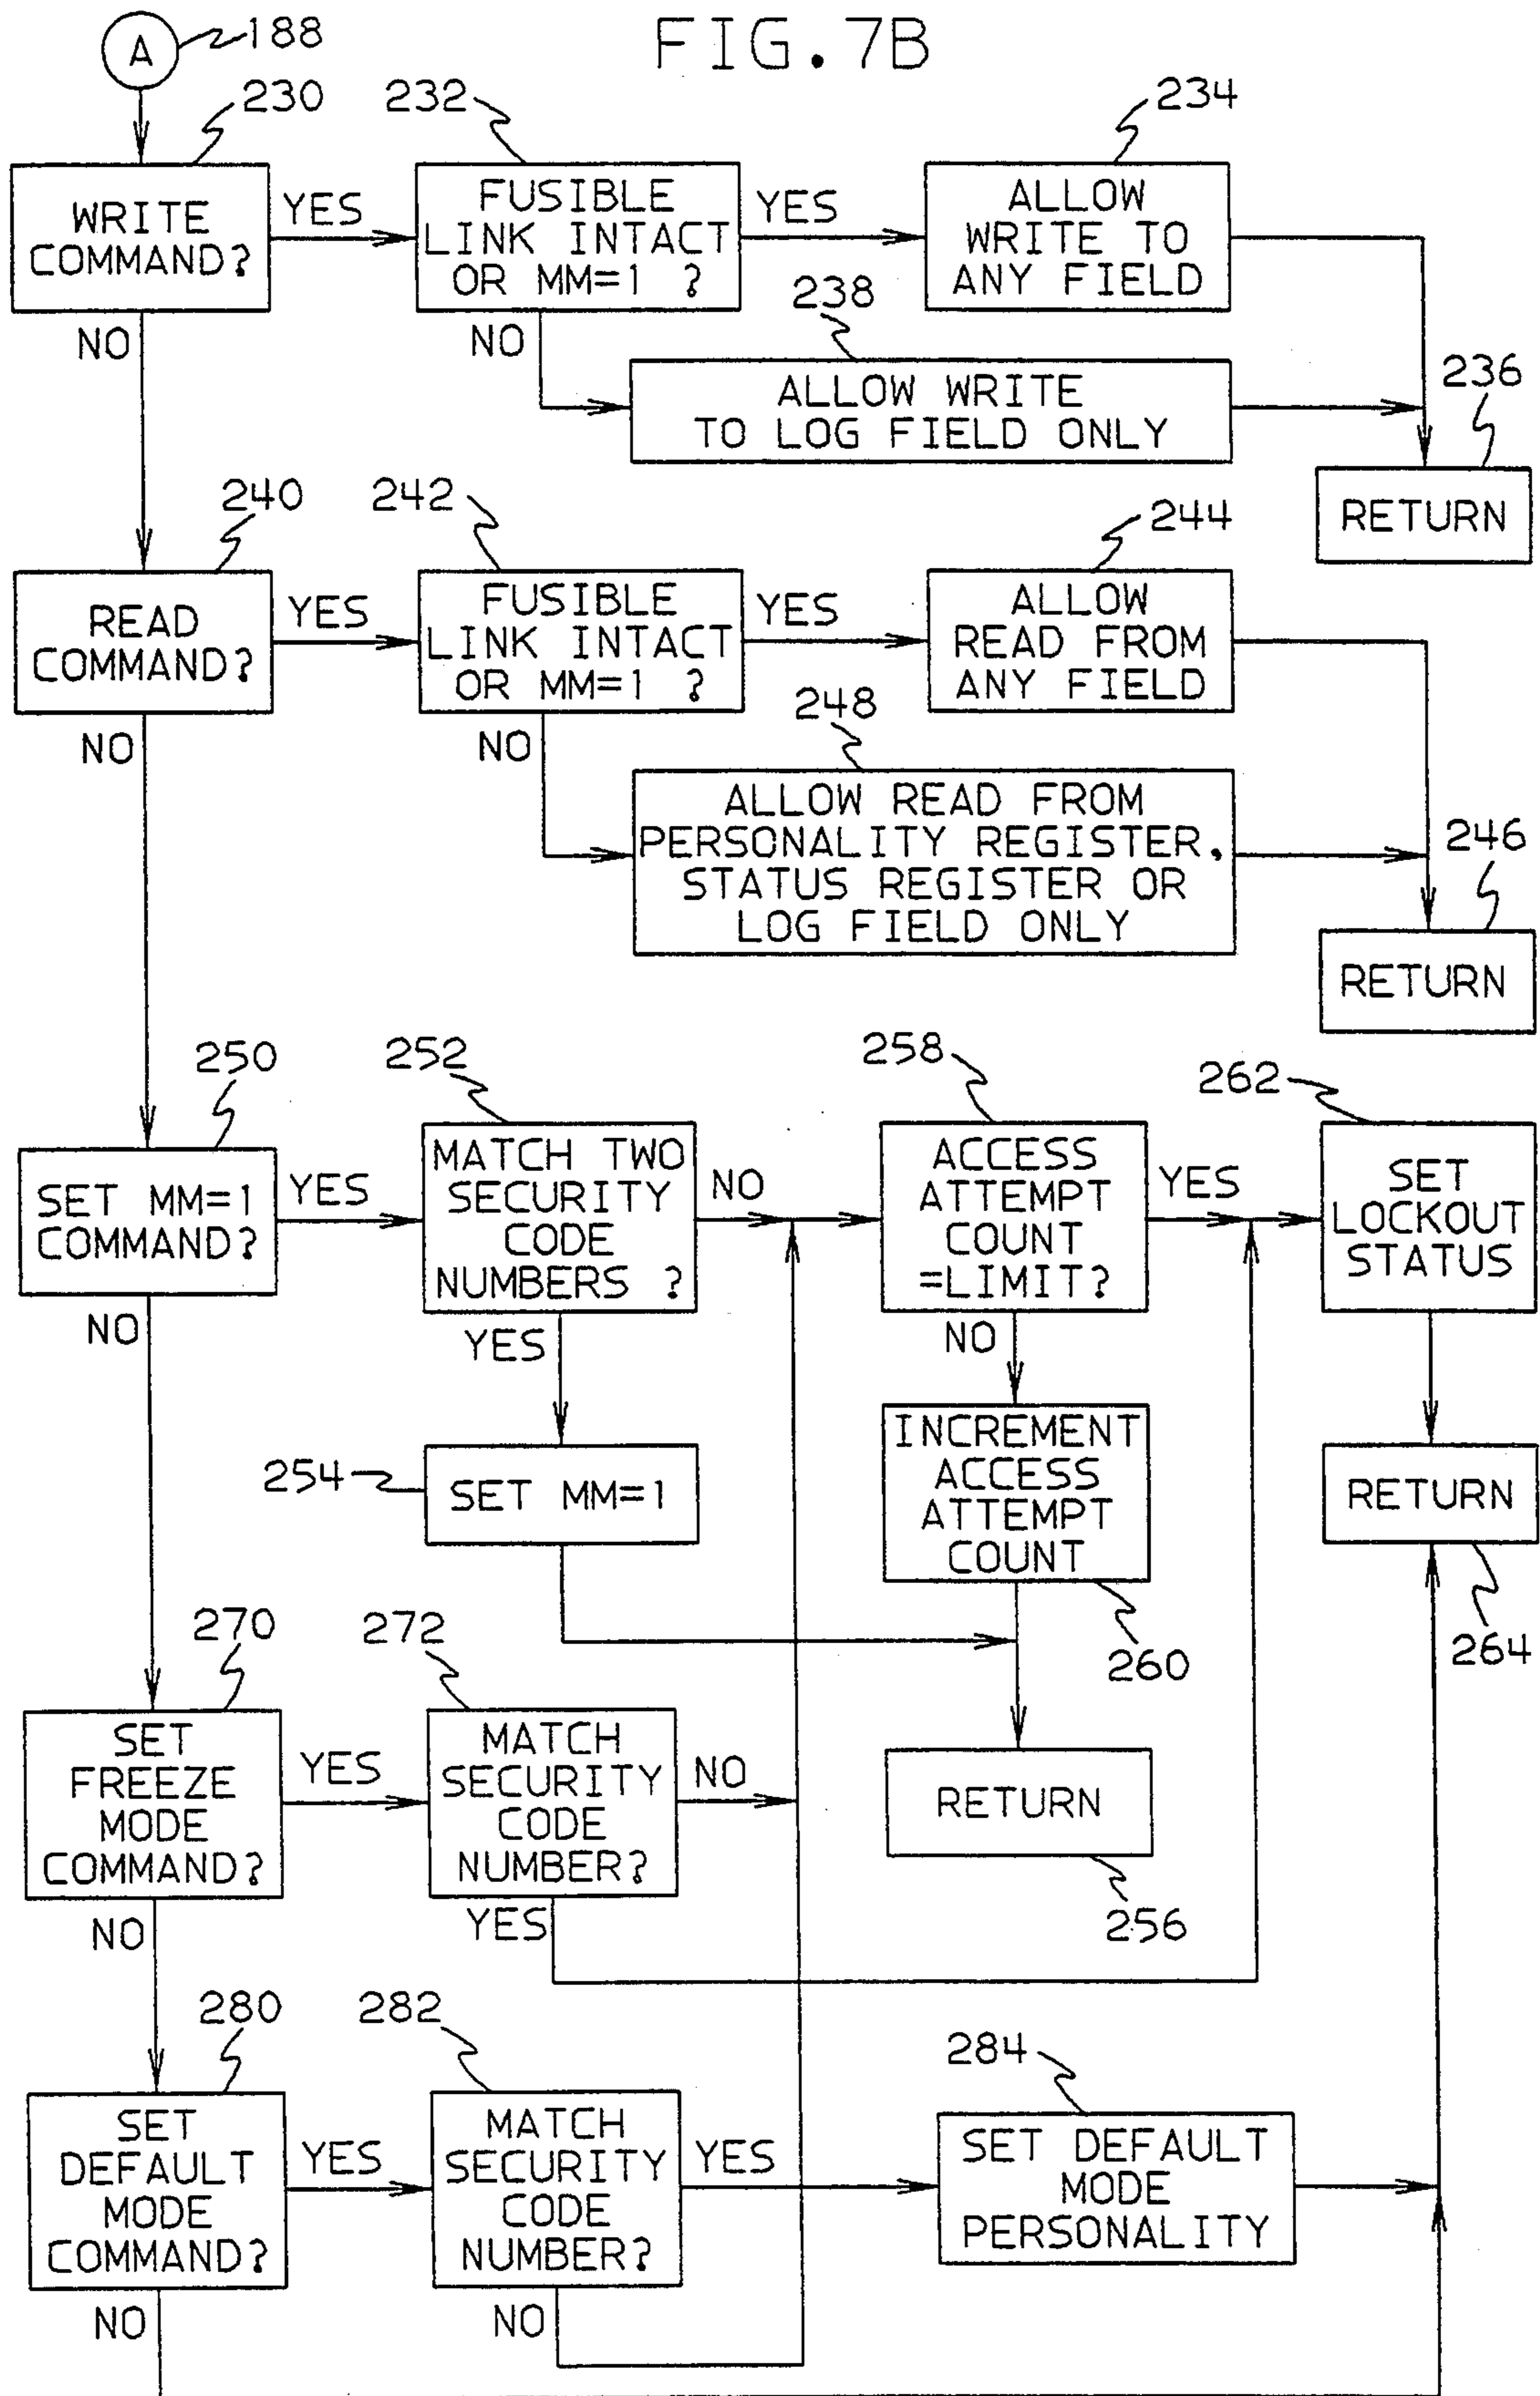 FIG.7B
A
188
230
232
234
WRITE
COMMAND?
YES
FUSIBLE
LINK INTACT
OR MM=1 ?
YES
ALLOW
WRITE TO
ANY FIELD
NO
NO
238
ALLOW WRITE
TO LOG FIELD ONLY
236
RETURN
240
242
244
READ
COMMAND?
YES
FUSIBLE
LINK INTACT
OR MM=1 ?
YES
ALLOW
READ FROM
ANY FIELD
NO
NO
248
ALLOW READ FROM
PERSONALITY REGISTER,
STATUS REGISTER OR
LOG FIELD ONLY
246
RETURN
250
252
258
262
SET MM=1
COMMAND?
YES
MATCH TWO
SECURITY
CODE
NUMBERS ?
NO
ACCESS
ATTEMPT
COUNT
=LIMIT?
YES
SET
LOCKOUT
STATUS
NO
YES
NO
254
SET MM=1
INCREMENT
ACCESS
ATTEMPT
COUNT
RETURN
260
264
270
272
SET
FREEZE
MODE
COMMAND?
YES
MATCH
SECURITY
CODE
NUMBER?
NO
RETURN
256
NO
YES
280
282
284
SET
DEFAULT
MODE
COMMAND?
YES
MATCH
SECURITY
CODE
NUMBER?
YES
SET DEFAULT
MODE
PERSONALITY
NO
NO